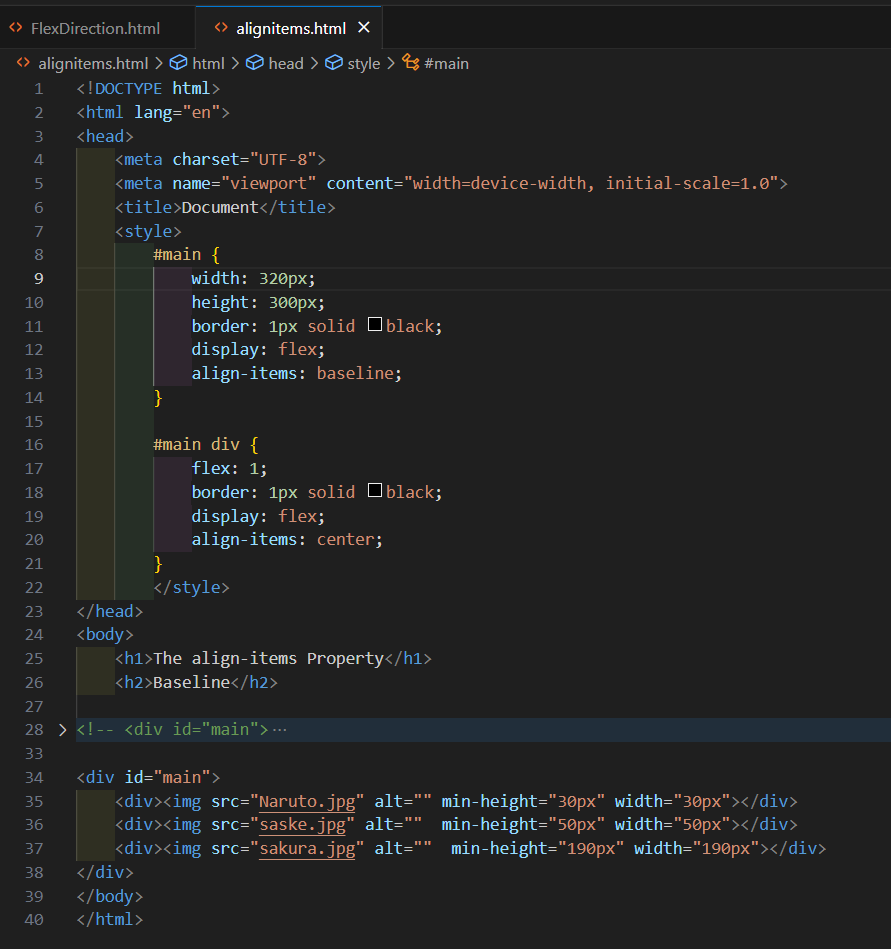 FlexDirection.html alignitems.html
alignitems.html > html > head > style > #main
1 <!DOCTYPE html>
2 <html lang="en">
3 <head>
4 <meta charset="UTF-8">
5 <meta name="viewport" content="width=device-width, initial-scale=1.0">
6 <title>Document</title>
7 <style>
8 #main {
9 width: 320px;
10 height: 300px;
11 border: 1px solid black;
12 display: flex;
13 align-items: baseline;
14 }
15
16 #main div {
17 flex: 1;
18 border: 1px solid black;
19 display: flex;
20 align-items: center;
21 }
22 </style>
23 </head>
24 <body>
25 <h1>The align-items Property</h1>
26 <h2>Baseline</h2>
27
28 <!-- <div id="main"> ...
33
34 <div id="main">
35 <div><img src="Naruto.jpg" alt="" min-height="30px" width="30px"></div>
36 <div><img src="saske.jpg" alt=""  min-height="50px" width="50px"></div>
37 <div><img src="sakura.jpg" alt=""  min-height="190px" width="190px"></div>
38 </div>
39 </body>
40 </html>